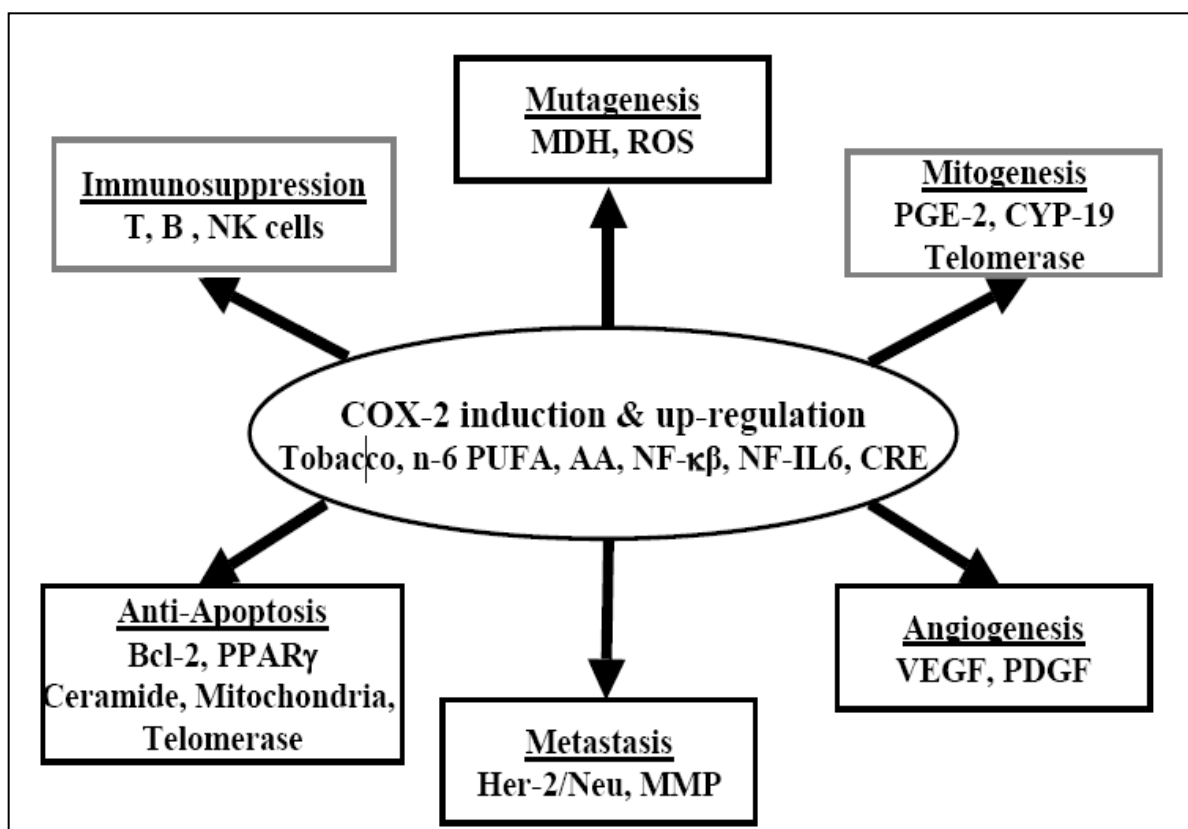 Mutagenesis
MDH, ROS
Immunosuppression
T, B , NK cells
Mitogenesis
PGE-2, CYP-19
Telomerase
COX-2 induction & up-regulation
Tobacco, n-6 PUFA, AA, NF-κβ, NF-IL6, CRE
Anti-Apoptosis
Bcl-2, PPARγ
Ceramide, Mitochondria,
Telomerase
Metastasis
Her-2/Neu, MMP
Angiogenesis
VEGF, PDGF